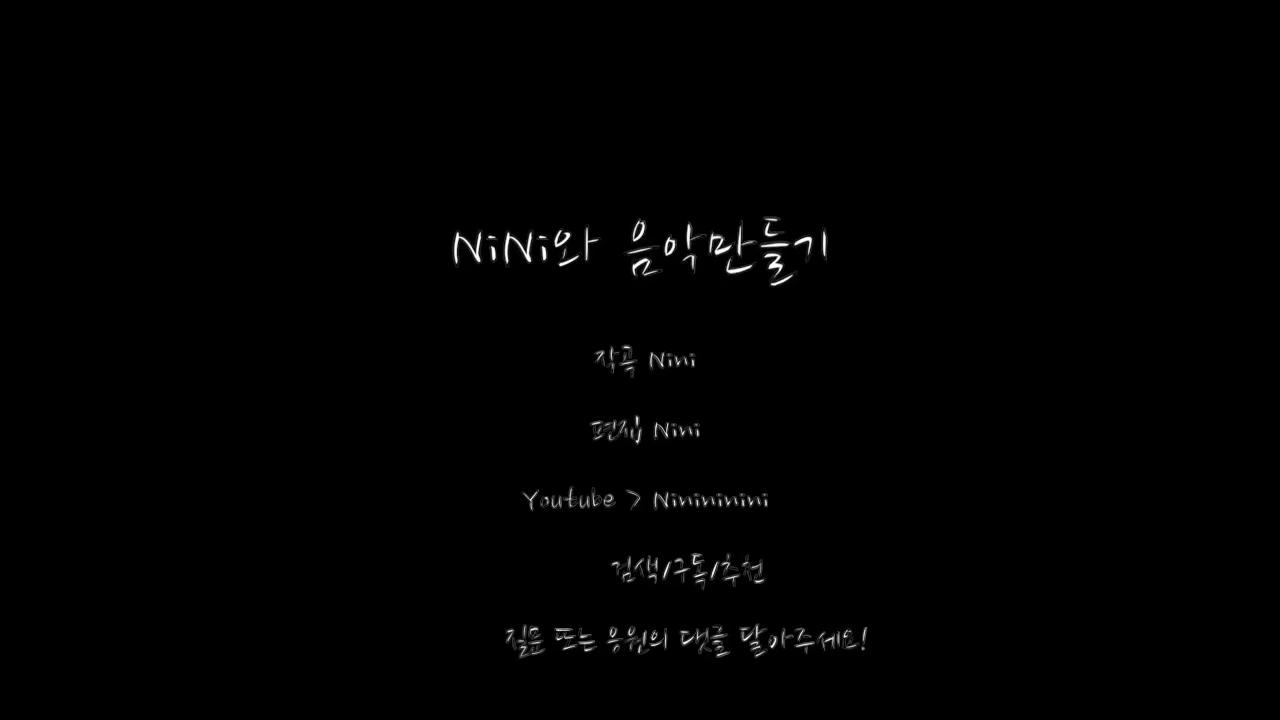 NiNi와 음악만들기
작곡 Nini
편집 Nini
Youtube > Ninininini
검색/구독/추천
질문 또는 응원의 댓글 달아주세요!